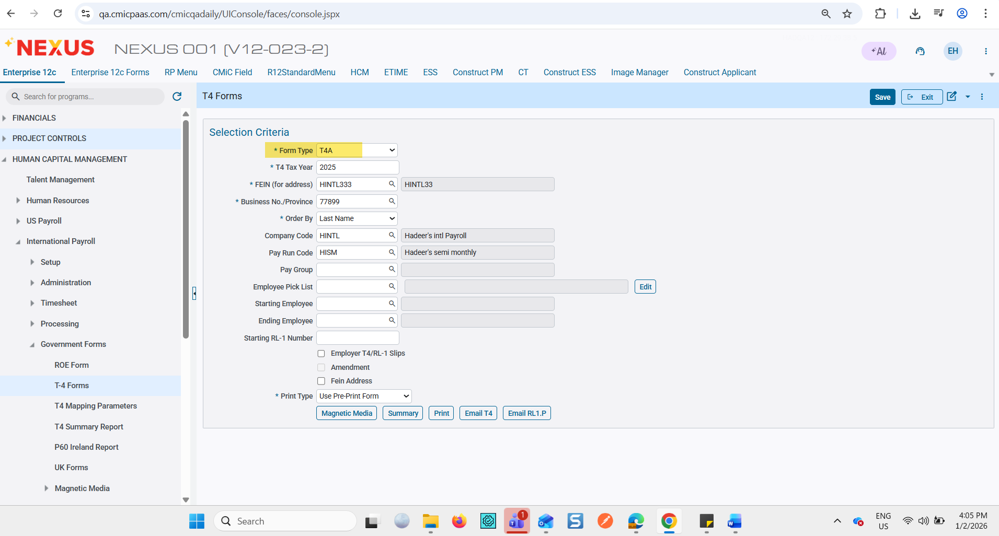 qa.cmicpaas.com/cmicqadaily/UIConsole/faces/console.jspx
NEXUS NEXUS 001 (V12-023-2) AI EH
Enterprise 12c Enterprise 12c Forms RP Menu CMiC Field R12StandardMenu HCM ETIME ESS Construct PM CT Construct ESS Image Manager Construct Applicant
Search for programs...
FINANCIALS
PROJECT CONTROLS
HUMAN CAPITAL MANAGEMENT
Talent Management
Human Resources
US Payroll
International Payroll
Setup
Administration
Timesheet
Processing
Government Forms
ROE Form
T-4 Forms
T4 Mapping Parameters
T4 Summary Report
P60 Ireland Report
UK Forms
Magnetic Media
T4 Forms Save Exit
Selection Criteria
* Form Type T4A
* T4 Tax Year 2025
* FEIN (for address) HINTL333 HINTL33
* Business No./Province 77899
* Order By Last Name
Company Code HINTL Hadeer's intl Payroll
Pay Run Code HISM Hadeer's semi monthly
Pay Group
Employee Pick List Edit
Starting Employee
Ending Employee
Starting RL-1 Number
Employer T4/RL-1 Slips
Amendment
Fein Address
* Print Type Use Pre-Print Form
Magnetic Media Summary Print Email T4 Email RL1.P
Search
1
ENG
US
4:05 PM
1/2/2026